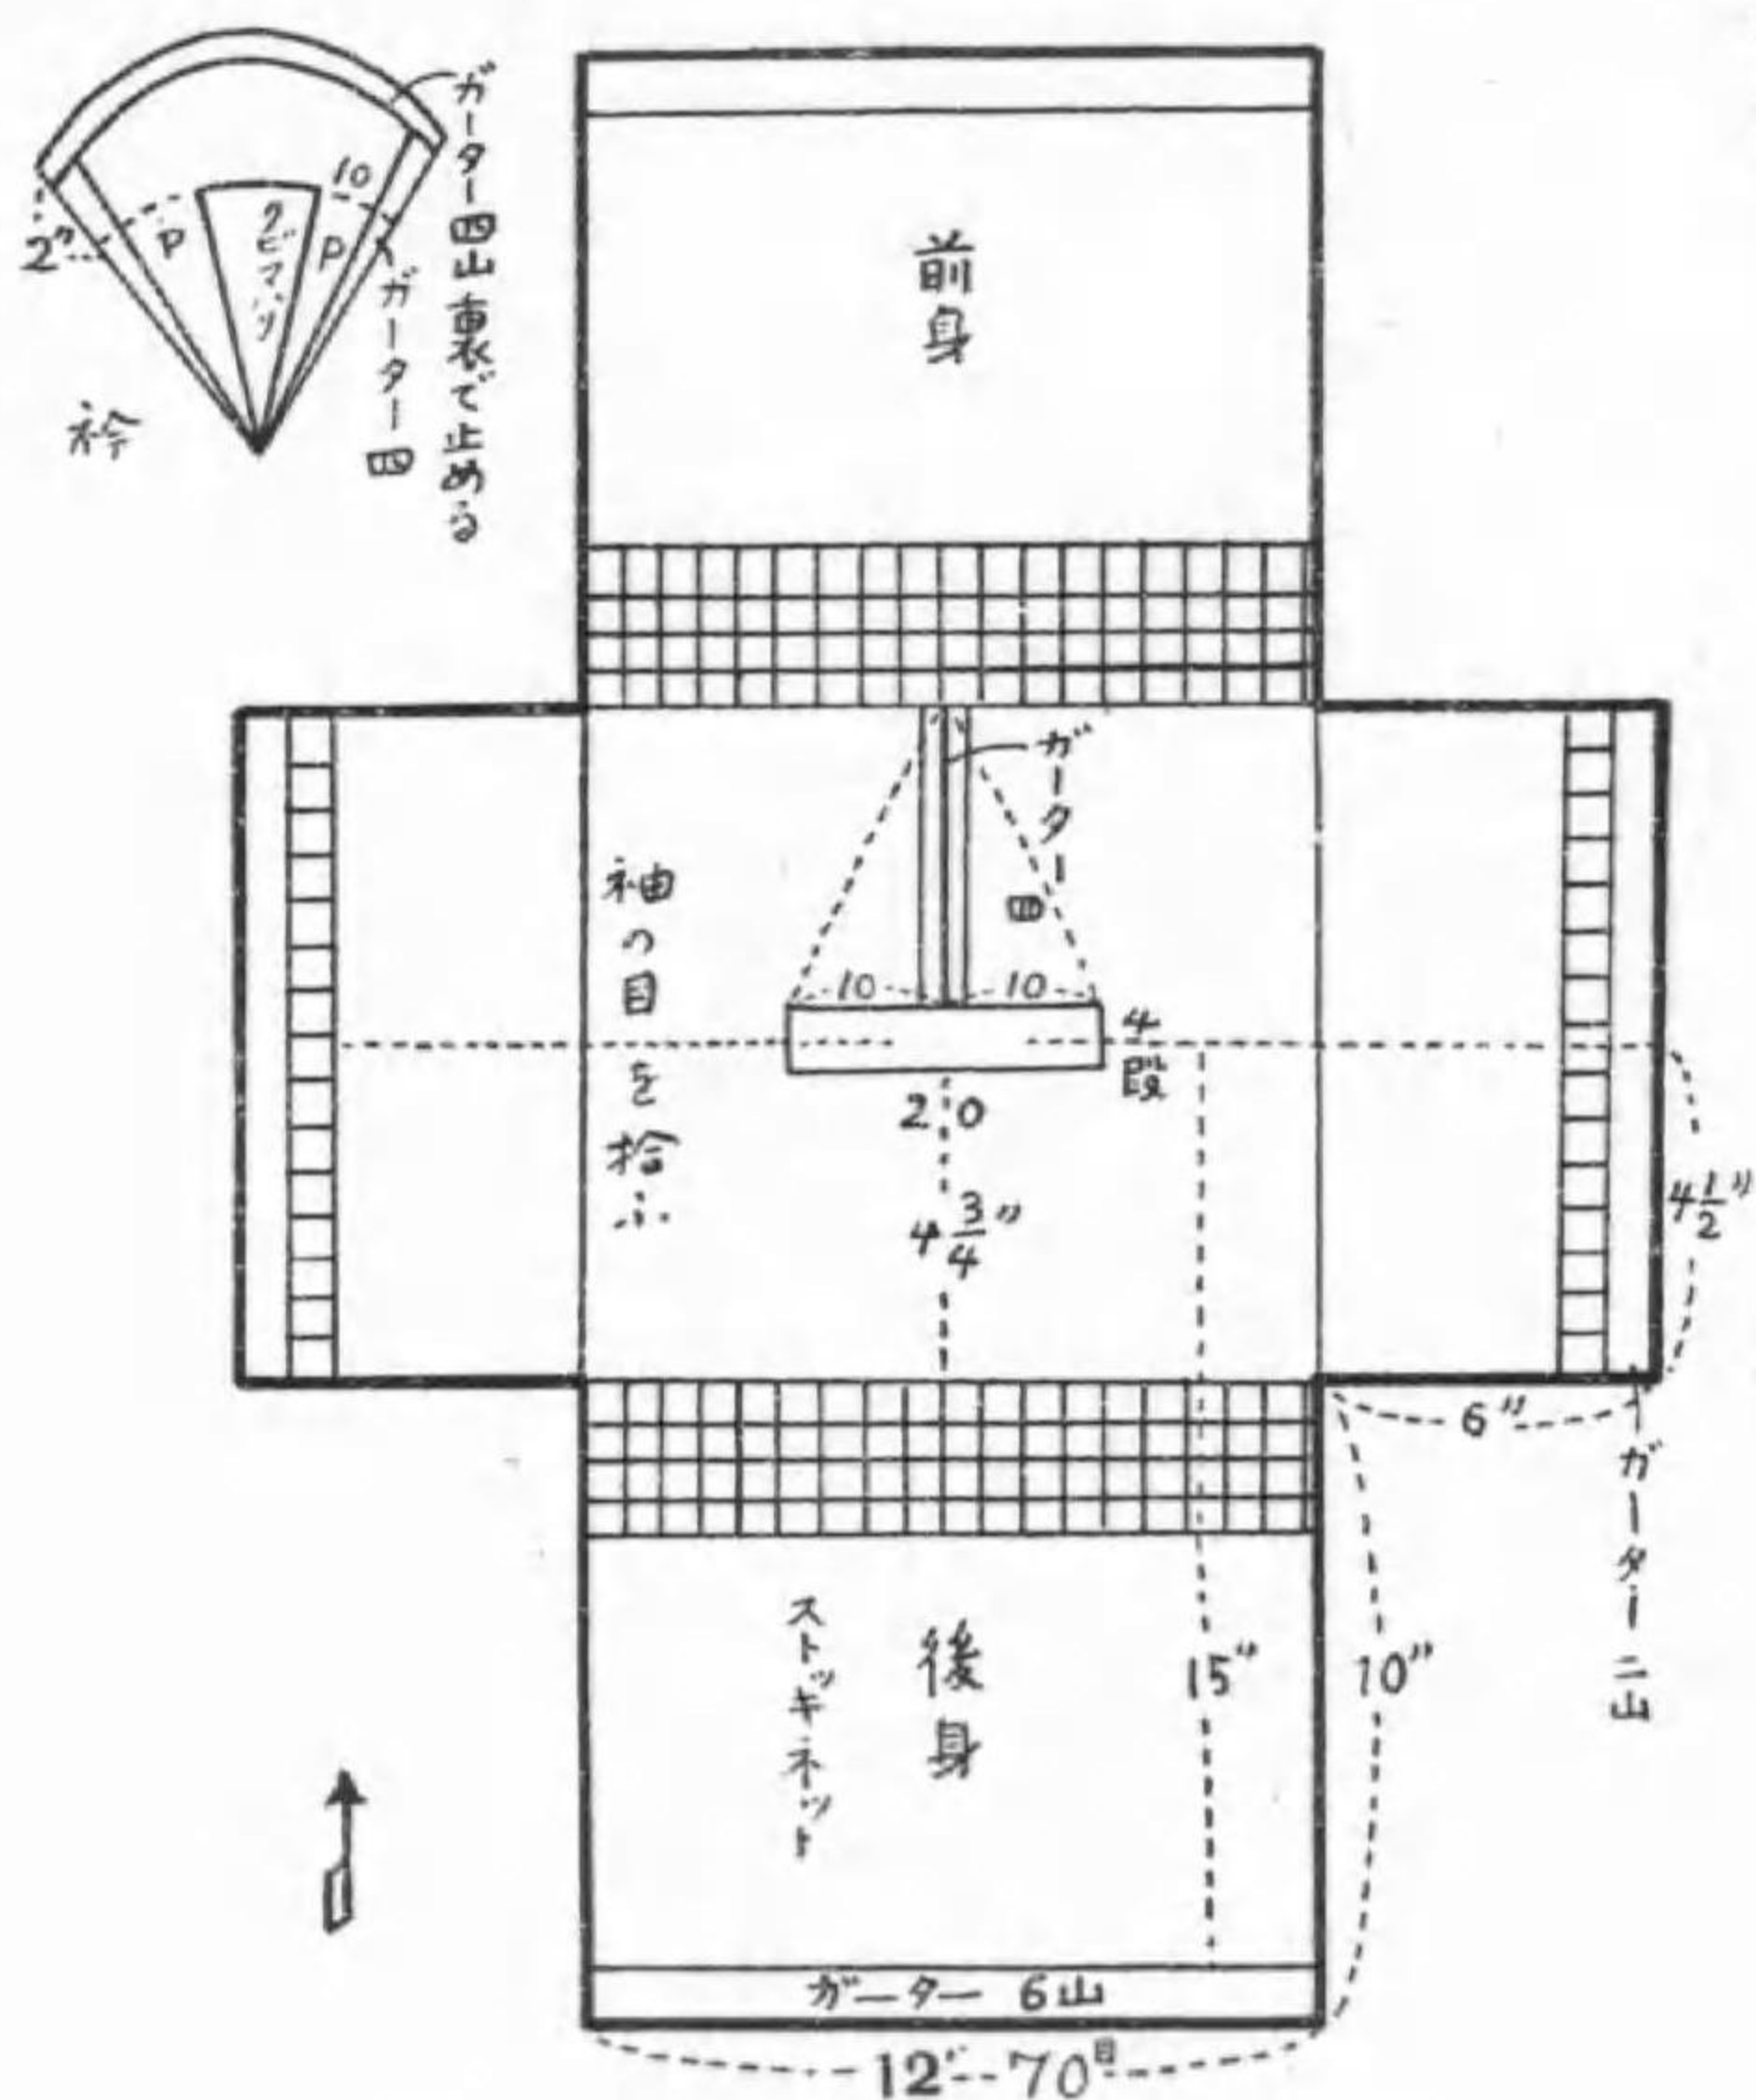 ガーター四山裏で止める
10
クビマハリ
P
P
2"
ガーター四
衿
前身
ガーター四
袖の目を拾ふ
10
10
4段
20
4 3/4"
4 1/2"
6"
ガーター二山
ストッキネット
後身
15"
10"
ガーター 6山
12" 70目